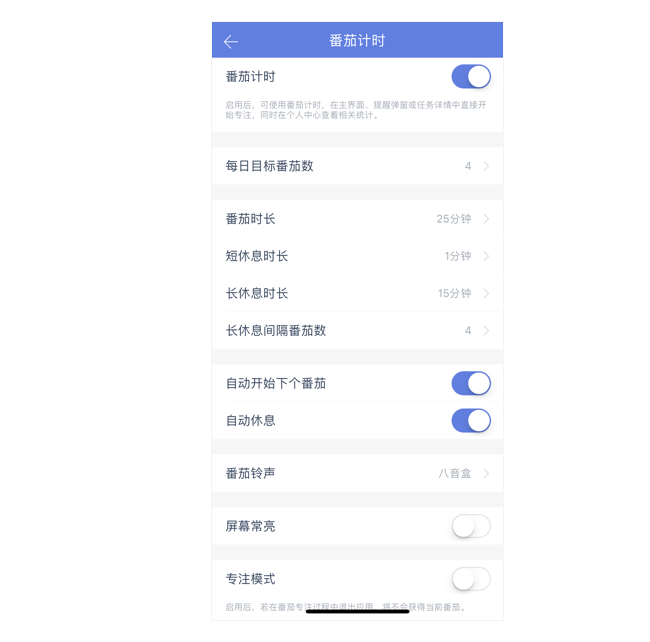 番茄计时
番茄计时
启用后，可使用番茄计时，在主界面、提醒弹窗或任务详情中直接开
始专注，同时在个人中心查看相关统计。
每日目标番茄数 4
番茄时长 25分钟
短休息时长 1分钟
长休息时长 15分钟
长休息间隔番茄数 4
自动开始下个番茄
自动休息
番茄铃声 八音盒
屏幕常亮
专注模式
启用后，若在番茄专注过程中退出应用，将不会获得当前番茄。